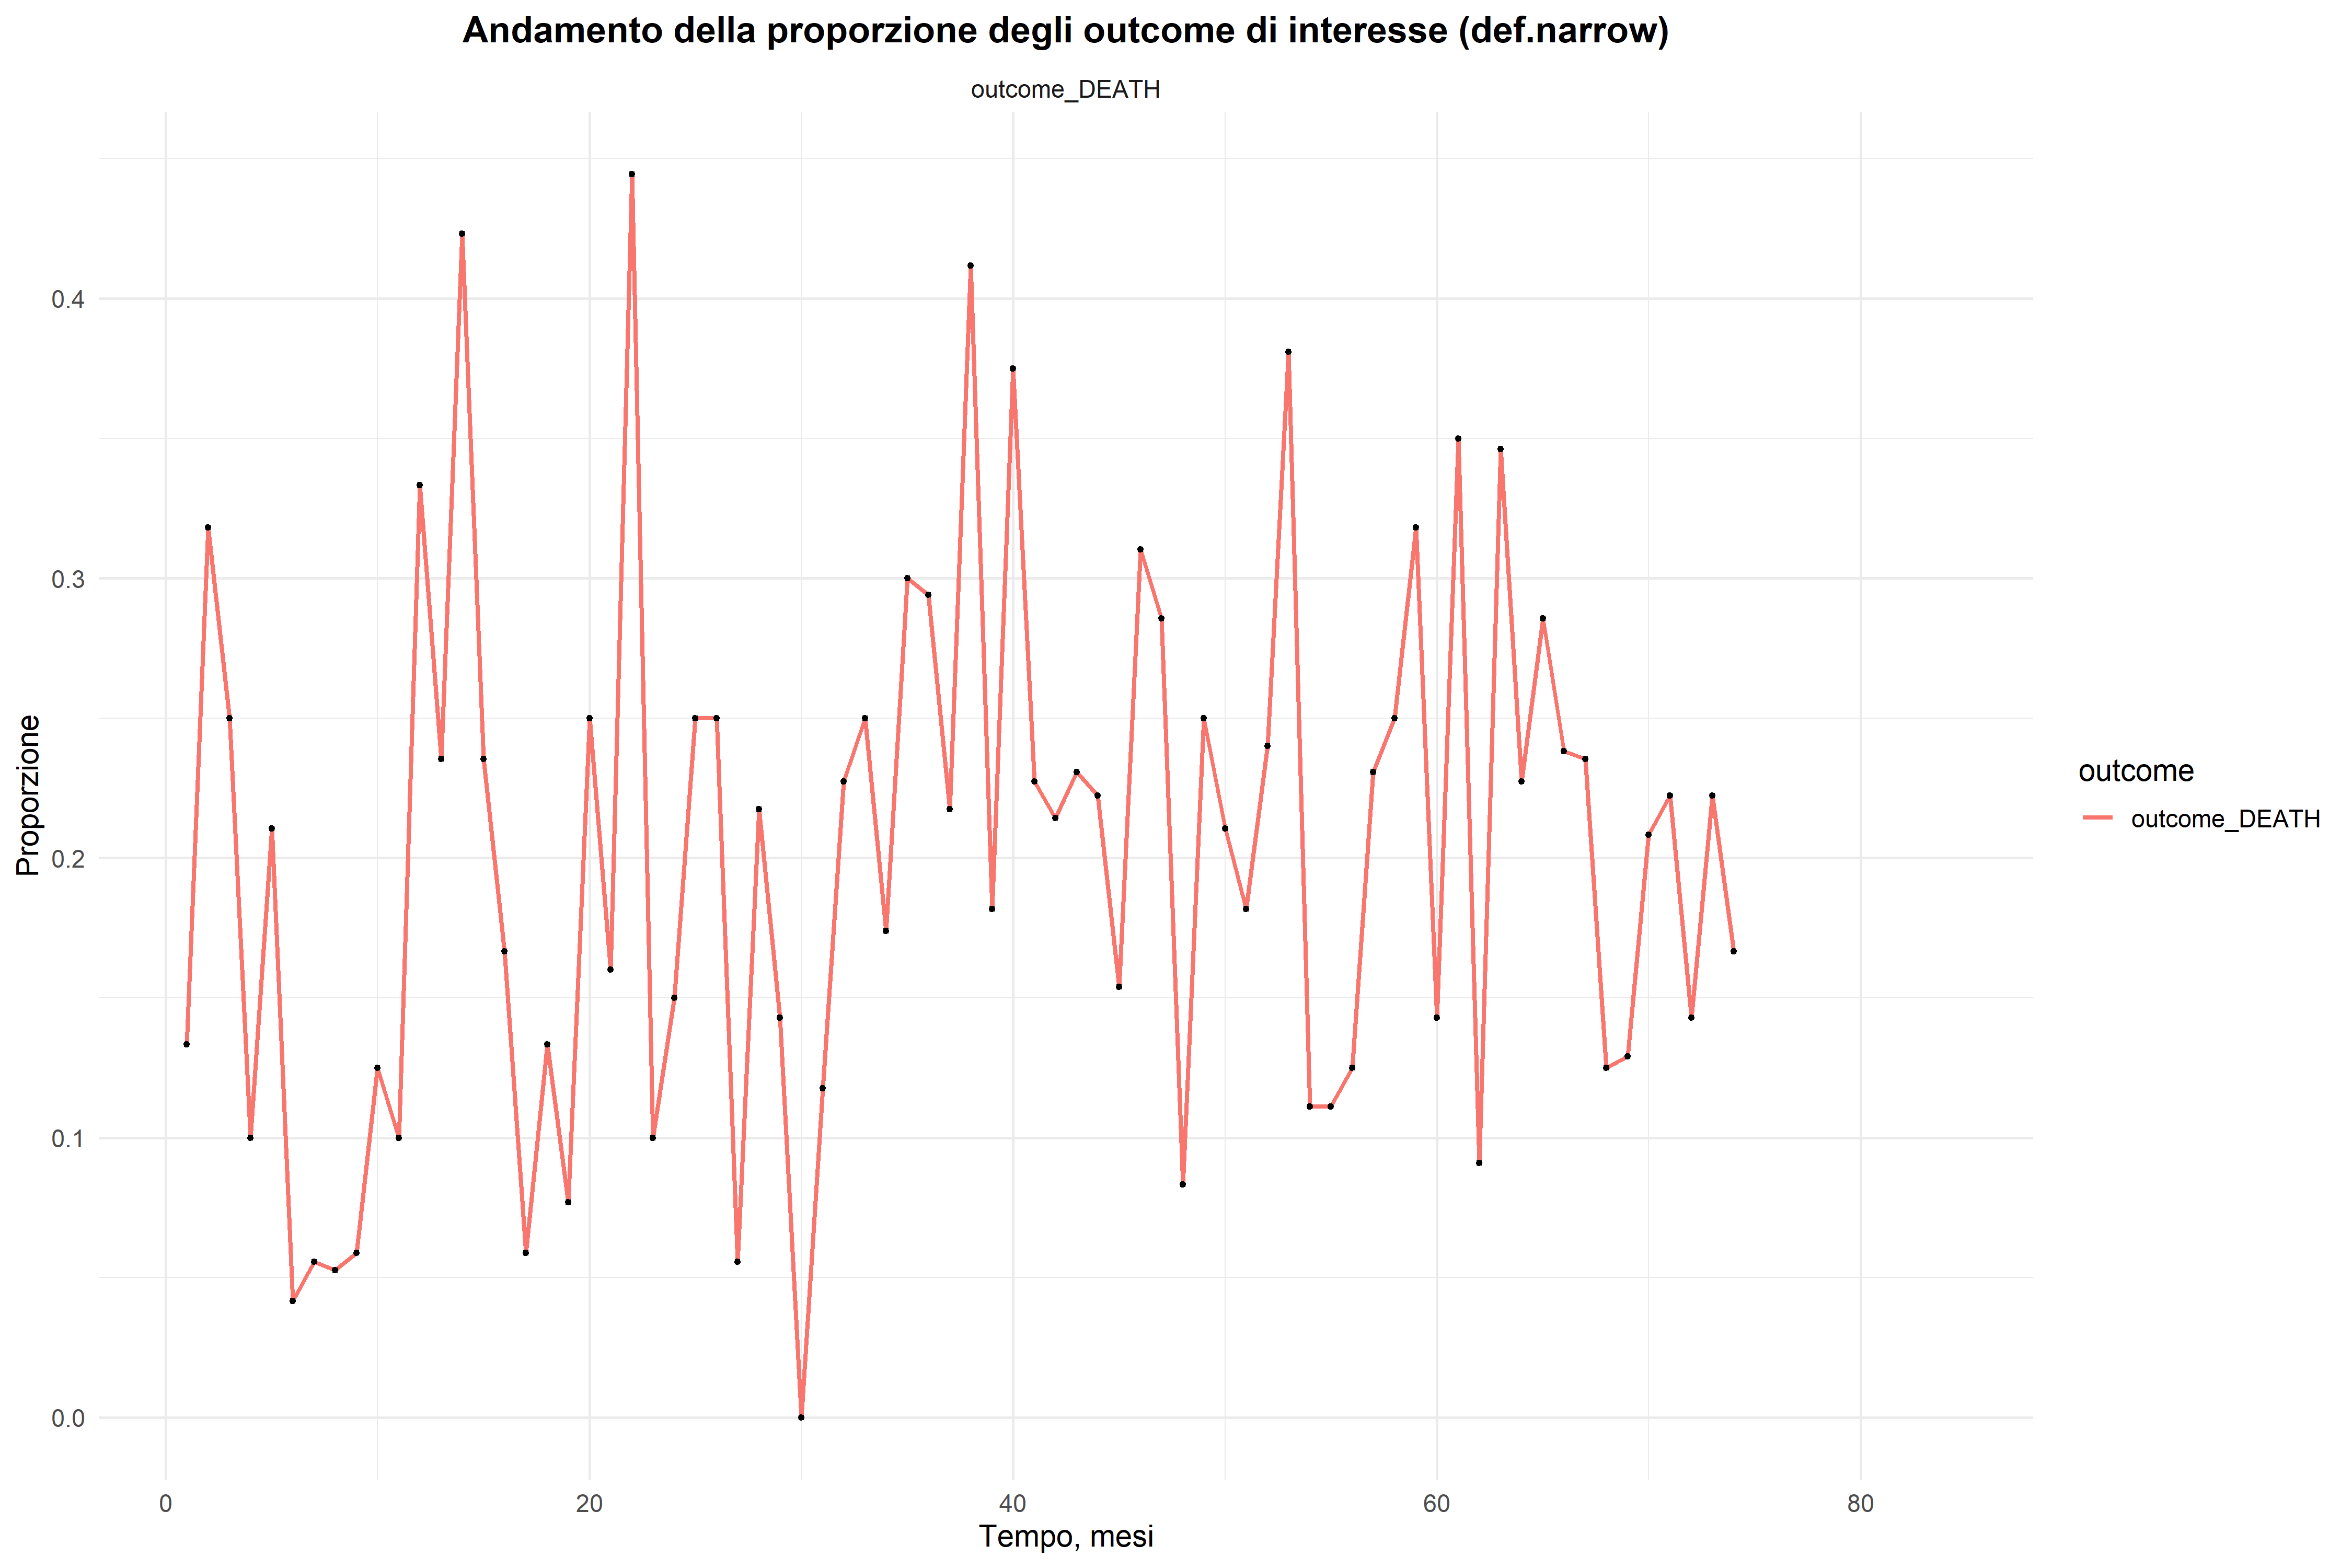 Andamento della proporzione degli outcome di interesse (def.narrow)
outcome_DEATH
Proporzione
0.4
0.3
0.2
0.1
0.0
0 20 40 60 80
Tempo, mesi
outcome
outcome_DEATH